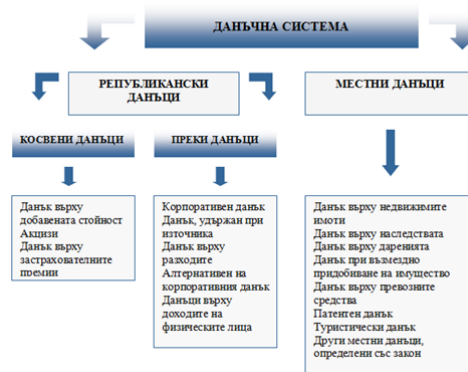 ДАНЪЧНА СИСТЕМА
РЕПУБЛИКАНСКИ
ДАНЪЦИ
МЕСТНИ ДАНЪЦИ
КОСВЕНИ ДАНЪЦИ
ПРЕКИ ДАНЪЦИ
Данък върху
добавената стойност
Акцизи
Данък върху
застрахователните
премии
Корпоративен данък
Данък, удържан при
източника
Данък върху
разходите
Алтернативен на
корпоративния данък
Данъци върху
доходите на
физическите лица
Данък върху недвижимите
имоти
Данък върху наследствата
Данък върху даренията
Данък при възмездно
придобиване на имущество
Данък върху превозните
средства
Патентен данък
Туристически данък
Други местни данъци,
определени със закон